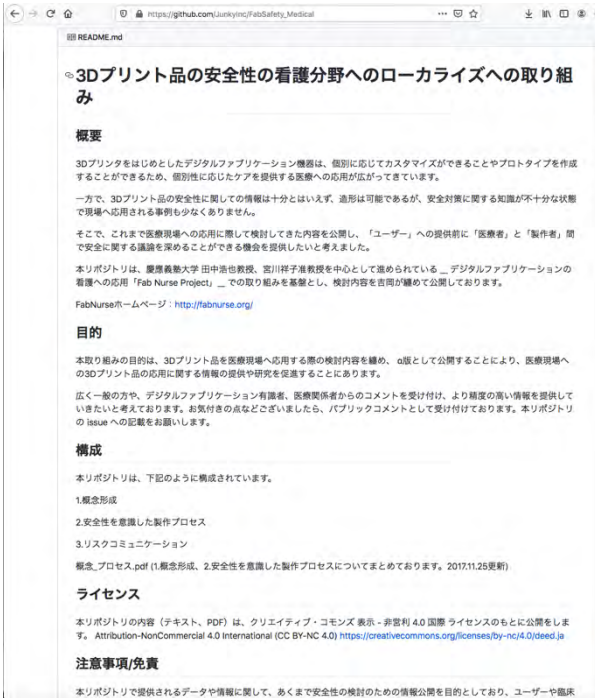 https://github.com/JunkyInc/FabSafety_Medical
README.md
3Dプリント品の安全性の看護分野へのローカライズへの取り組
み
概要
3Dプリンタをはじめとしたデジタルファブリケーション機器は、個別に応じてカスタマイズができることやプロトタイプを作成
することができるため、個別性に応じたケアを提供する医療への応用が広がってきています。
一方で、3Dプリント品の安全性に関しての情報は十分とはいえず、造形は可能であるが、安全対策に関する知識が不十分な状態
で現場へ応用される事例も少なくありません。
そこで、これまで医療現場への応用に際して検討してきた内容を公開し、「ユーザー」への提供前に「医療者」と「製作者」間
で安全に関する議論を深めることができる機会を提供したいと考えました。
本リポジトリは、慶應義塾大学 田中浩也教授、宮川祥子准教授を中心として進められている __ デジタルファブリケーションの
看護への応用「Fab Nurse Project」__ での取り組みを基盤とし、検討内容を吉岡が纏めて公開しております。
FabNurseホームページ：http://fabnurse.org/
目的
本取り組みの目的は、3Dプリント品を医療現場へ応用する際の検討内容を纏め、 α版として公開することにより、医療現場へ
の3Dプリント品の応用に関する情報の提供や研究を促進することにあります。
広く一般の方や、デジタルファブリケーション有識者、医療関係者からのコメントを受け付け、より精度の高い情報を提供して
いきたいと考えております。お気付きの点などございましたら、パブリックコメントとして受け付けております。本リポジトリ
の issue への記載をお願いします。
構成
本リポジトリは、下記のように構成されています。
1.概念形成
2.安全性を意識した製作プロセス
3.リスクコミュニケーション
概念_プロセス.pdf (1.概念形成、2.安全性を意識した製作プロセスについてまとめております。2017.11.25更新)
ライセンス
本リポジトリの内容（テキスト、PDF）は、クリエイティブ・コモンズ 表示 - 非営利 4.0 国際 ライセンスのもとに公開をしま
す。 Attribution-NonCommercial 4.0 International (CC BY-NC 4.0) https://creativecommons.org/licenses/by-nc/4.0/deed.ja
注意事項/免責
本リポジトリで提供されるデータや情報に関して、あくまで安全性の検討のための情報公開を目的としており、ユーザーや臨床